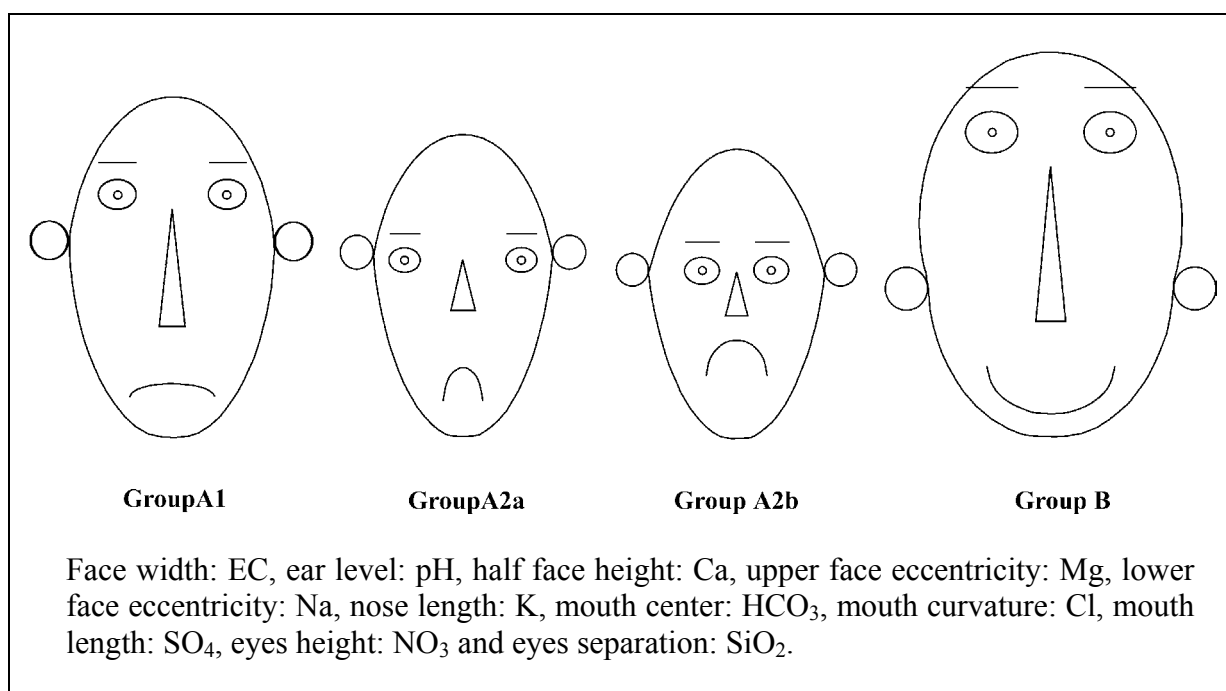 GroupA1 GroupA2a Group A2b Group B
Face width: EC, ear level: pH, half face height: Ca, upper face eccentricity: Mg, lower
face eccentricity: Na, nose length: K, mouth center: HCO₃, mouth curvature: Cl, mouth
length: SO₄, eyes height: NO₃ and eyes separation: SiO₂.